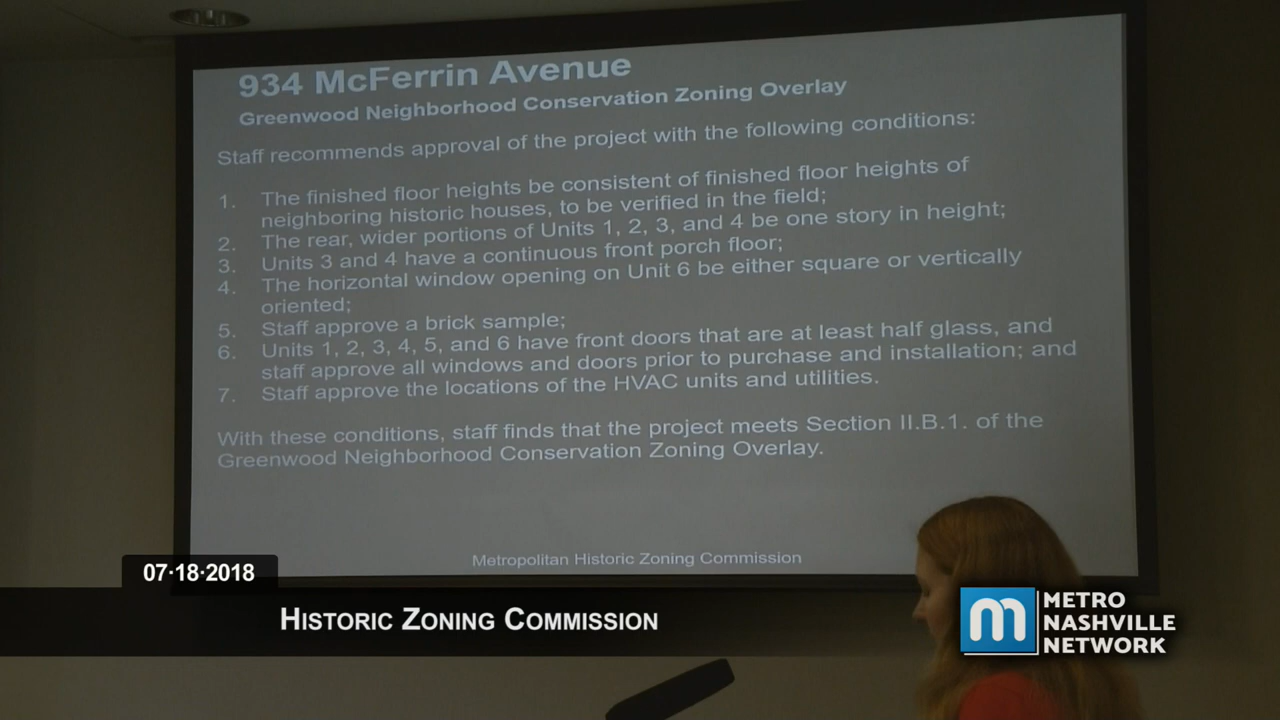 934 McFerrin Avenue
Greenwood Neighborhood Conservation Zoning Overlay
Staff recommends approval of the project with the following conditions:
1. The finished floor heights be consistent of finished floor heights of
neighboring historic houses, to be verified in the field;
2. The rear, wider portions of Units 1, 2, 3, and 4 be one story in height;
3. Units 3 and 4 have a continuous front porch floor;
4. The horizontal window opening on Unit 6 be either square or vertically
oriented;
5. Staff approve a brick sample;
6. Units 1, 2, 3, 4, 5, and 6 have front doors that are at least half glass, and
staff approve all windows and doors prior to purchase and installation; and
7. Staff approve the locations of the HVAC units and utilities.
With these conditions, staff finds that the project meets Section II.B.1. of the
Greenwood Neighborhood Conservation Zoning Overlay.
Metropolitan Historic Zoning Commission
07·18·2018
Historic Zoning Commission
m
METRO
NASHVILLE
NETWORK